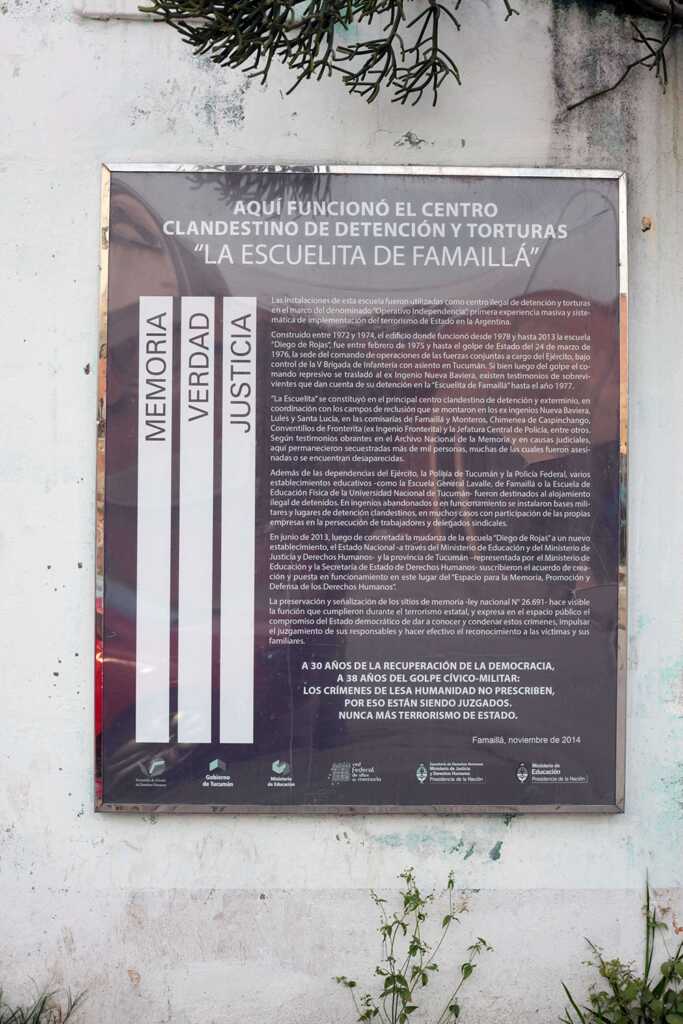 AQUÍ FUNCIONÓ EL CENTRO
CLANDESTINO DE DETENCIÓN Y TORTURAS
"LA ESCUELITA DE FAMAILLÁ"
MEMORIA
VERDAD
JUSTICIA
Las instalaciones de esta escuela fueron utilizadas como centro ilegal de detención y torturas
en el marco del denominado "Operativo Independencia": primera experiencia masiva y siste-
mática de implementación del terrorismo de Estado en la Argentina.
Construido entre 1972 y 1974, el edificio donde funcionó desde 1978 y hasta 2013 la escuela
"Diego de Rojas", fue entre febrero de 1975 y hasta el golpe de Estado del 24 de marzo de
1976, la sede del comando de operaciones de las fuerzas conjuntas a cargo del Ejército, bajo
control de la V Brigada de Infantería con asiento en Tucumán. Si bien luego del golpe el co-
mando represivo se trasladó al ex Ingenio Nueva Baviera, existen testimonios de sobrevi-
vientes que dan cuenta de su detención en la "Escuelita de Famaillá" hasta el año 1977.
"La Escuelita" se constituyó en el principal centro clandestino de detención y exterminio, en
coordinación con los campos de reclusión que se montaron en los ex ingenios Nueva Baviera,
Lules y Santa Lucía, en las comisarías de Famaillá y Monteros, Chimenea de Caspinchango,
Conventillos de Fronterita (ex Ingenio Fronterita) y la Jefatura Central de Policía, entre otros.
Según testimonios obrantes en el Archivo Nacional de la Memoria y en causas judiciales,
aquí permanecieron secuestradas más de mil personas, muchas de las cuales fueron asesi-
nadas o se encuentran desaparecidas.
Además de las dependencias del Ejército, la Policía de Tucumán y la Policía Federal, varios
establecimientos educativos -como la Escuela General Lavalle, de Famaillá o la Escuela de
Educación Física de la Universidad Nacional de Tucumán- fueron destinados al alojamiento
ilegal de detenidos. En ingenios abandonados o en funcionamiento se instalaron bases mili-
tares y lugares de detención clandestinos, en muchos casos con participación de las propias
empresas en la persecución de trabajadores y delegados sindicales.
En junio de 2013, luego de concretada la mudanza de la escuela "Diego de Rojas" a un nuevo
establecimiento, el Estado Nacional -a través del Ministerio de Educación y del Ministerio de
Justicia y Derechos Humanos- y la provincia de Tucumán -representada por el Ministerio de
Educación y la Secretaría de Estado de Derechos Humanos- suscribieron el acuerdo de crea-
ción y puesta en funcionamiento en este lugar del "Espacio para la Memoria, Promoción y
Defensa de los Derechos Humanos".
La preservación y señalización de los sitios de memoria -ley nacional N° 26.691- hace visible
la función que cumplieron durante el terrorismo estatal, y expresa en el espacio público el
compromiso del Estado democrático de dar a conocer y condenar estos crímenes, impulsar
el juzgamiento de sus responsables y hacer efectivo el reconocimiento a las víctimas y sus
familiares.
A 30 AÑOS DE LA RECUPERACIÓN DE LA DEMOCRACIA,
A 38 AÑOS DEL GOLPE CÍVICO-MILITAR:
LOS CRÍMENES DE LESA HUMANIDAD NO PRESCRIBEN,
POR ESO ESTÁN SIENDO JUZGADOS.
NUNCA MÁS TERRORISMO DE ESTADO.
Famaillá, noviembre de 2014
Gobierno
de Tucumán
Ministerio
de Educación
red
Federal
de sitios
de memoria
Secretaría de Derechos Humanos
Ministerio de Justicia
y Derechos Humanos
Presidencia de la Nación
Ministerio de
Educación
Presidencia de la Nación